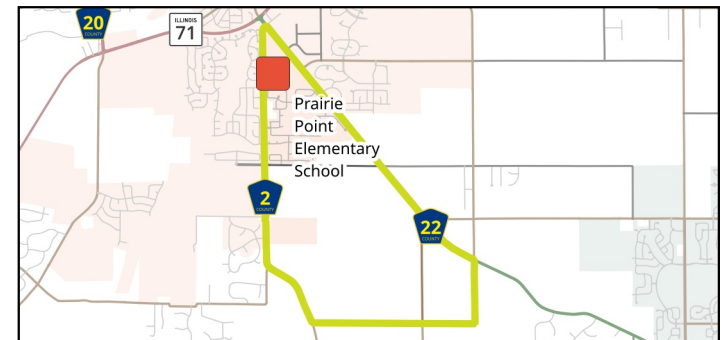 20
COUNTY
ILLINOIS
71
Prairie
Point
Elementary
School
2
COUNTY
22
COUNTY